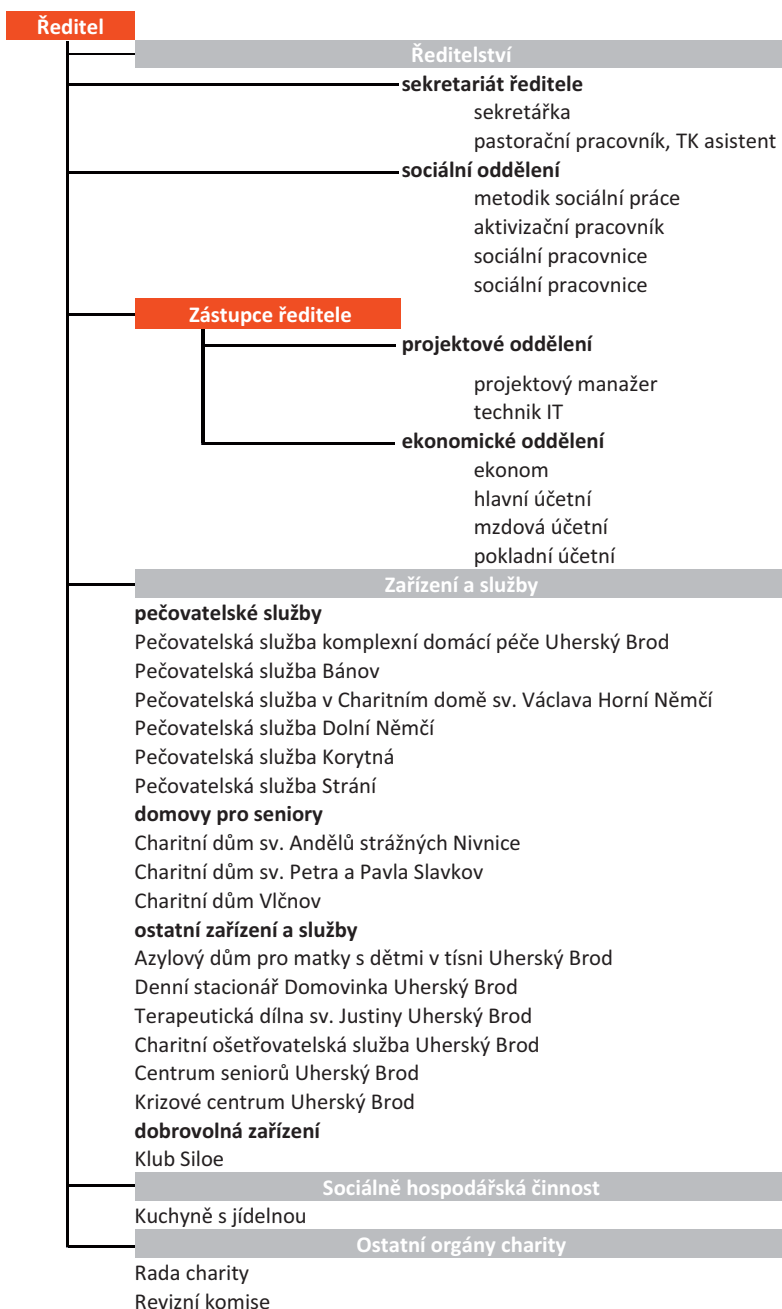 Ředitel
Ředitelství
sekretariát ředitele
sekretářka
pastorační pracovník, TK asistent
sociální oddělení
metodik sociální práce
aktivizační pracovník
sociální pracovnice
sociální pracovnice
Zástupce ředitele
projektové oddělení
projektový manažer
technik IT
ekonomické oddělení
ekonom
hlavní účetní
mzdová účetní
pokladní účetní
Zařízení a služby
pečovatelské služby
Pečovatelská služba komplexní domácí péče Uherský Brod
Pečovatelská služba Bánov
Pečovatelská služba v Charitním domě sv. Václava Horní Němčí
Pečovatelská služba Dolní Němčí
Pečovatelská služba Korytná
Pečovatelská služba Strání
domovy pro seniory
Charitní dům sv. Andělů strážných Nivnice
Charitní dům sv. Petra a Pavla Slavkov
Charitní dům Vlčnov
ostatní zařízení a služby
Azylový dům pro matky s dětmi v tísni Uherský Brod
Denní stacionář Domovinka Uherský Brod
Terapeutická dílna sv. Justiny Uherský Brod
Charitní ošetřovatelská služba Uherský Brod
Centrum seniorů Uherský Brod
Krizové centrum Uherský Brod
dobrovolná zařízení
Klub Siloe
Sociálně hospodářská činnost
Kuchyně s jídelnou
Ostatní orgány charity
Rada charity
Revizní komise